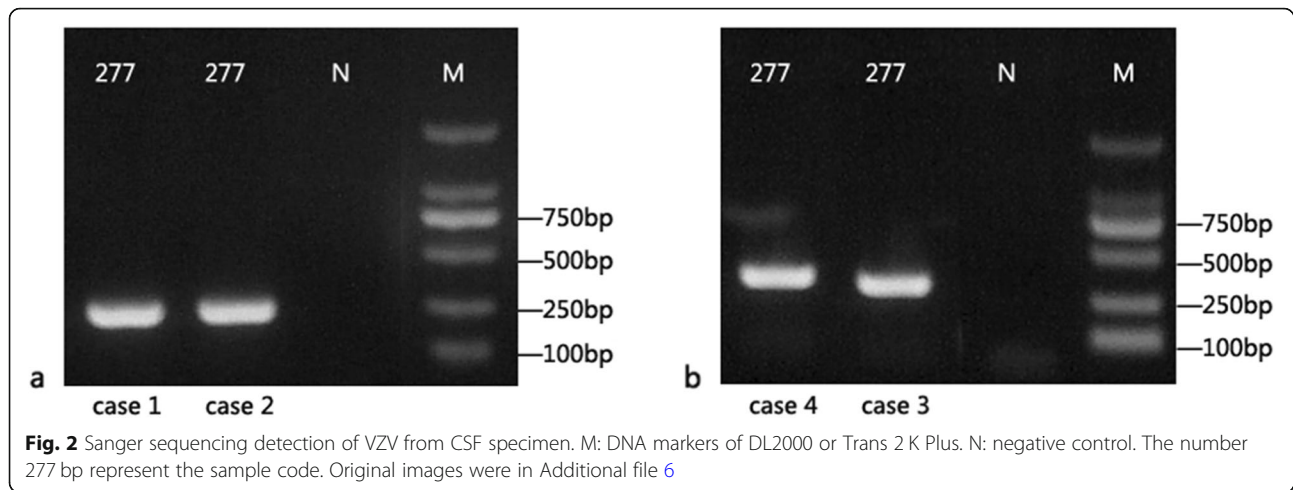 277 277 N M
750bp
500bp
250bp
100bp
a
case 1 case 2
277 277 N M
750bp
500bp
250bp
100bp
b
case 4 case 3
Fig. 2 Sanger sequencing detection of VZV from CSF specimen. M: DNA markers of DL2000 or Trans 2 K Plus. N: negative control. The number
277 bp represent the sample code. Original images were in Additional file 6